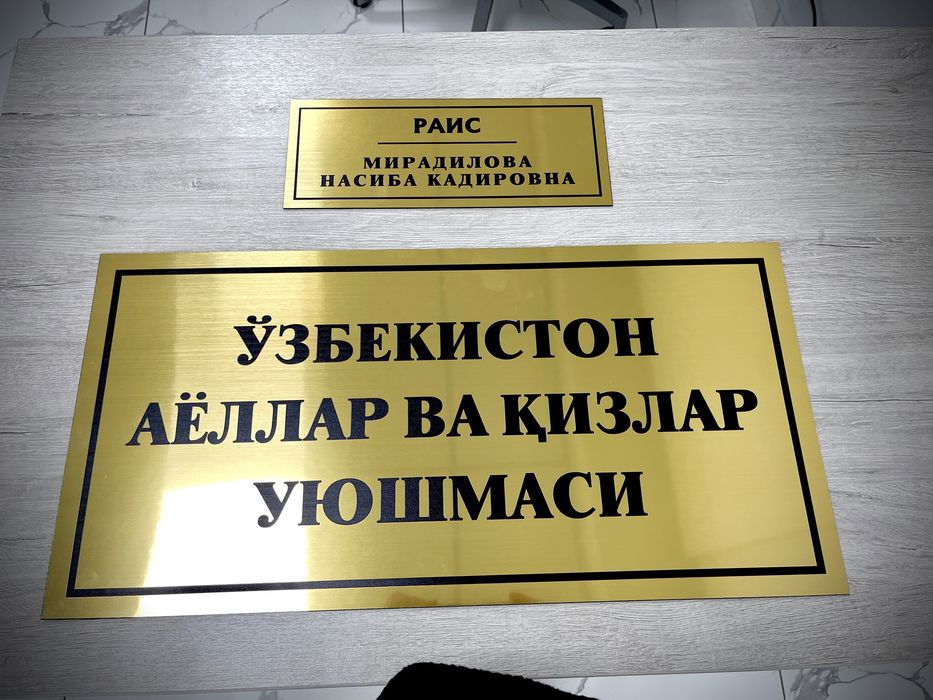 РАИС
МИРАДИЛОВА
НАСИБА КАДИРОВНА
ЎЗБЕКИСТОН
АЁЛЛАР ВА ҚИЗЛАР
УЮШМАСИ